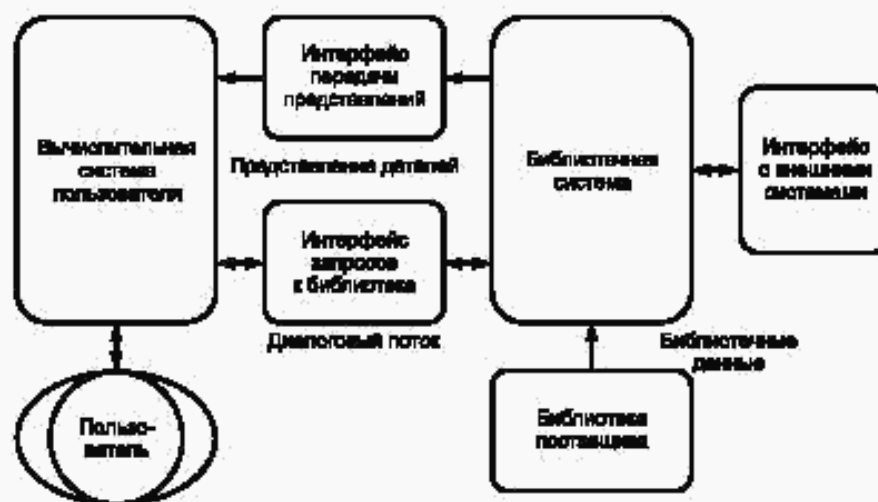 Интерфейс
передачи
представлений
Вычислительная
система
пользователя
Представление деталей
Библиотечная
система
Интерфейс
с внешними
системами
Интерфейс
запросов
к библиотеке
Диалоговый поток
Библиотечные
данные
Пользо-
ватель
Библиотека
поставщика